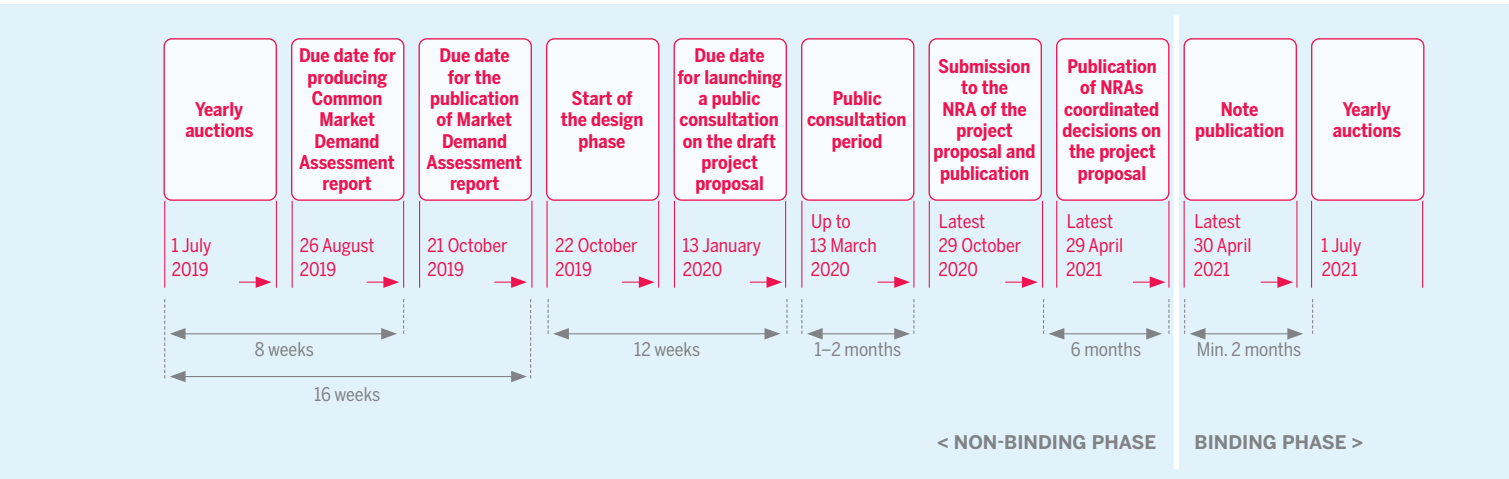 Yearly
auctions
Due date for
producing
Common
Market
Demand
Assessment
report
Due date
for the
publication
of Market
Demand
Assessment
report
Start of
the design
phase
Due date
for launching
a public
consultation
on the draft
project
proposal
Public
consultation
period
Submission
to the
NRA of the
project
proposal and
publication
Publication
of NRAs
coordinated
decisions on
the project
proposal
Note
publication
Yearly
auctions
1 July
2019
26 August
2019
21 October
2019
22 October
2019
13 January
2020
Up to
13 March
2020
Latest
29 October
2020
Latest
29 April
2021
Latest
30 April
2021
1 July
2021
8 weeks
12 weeks
1–2 months
6 months
Min. 2 months
16 weeks
< NON-BINDING PHASE
BINDING PHASE >